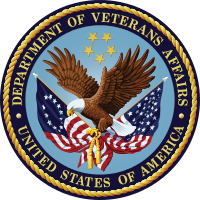 DEPARTMENT OF VETERANS AFFAIRS
UNITED STATES OF AMERICA